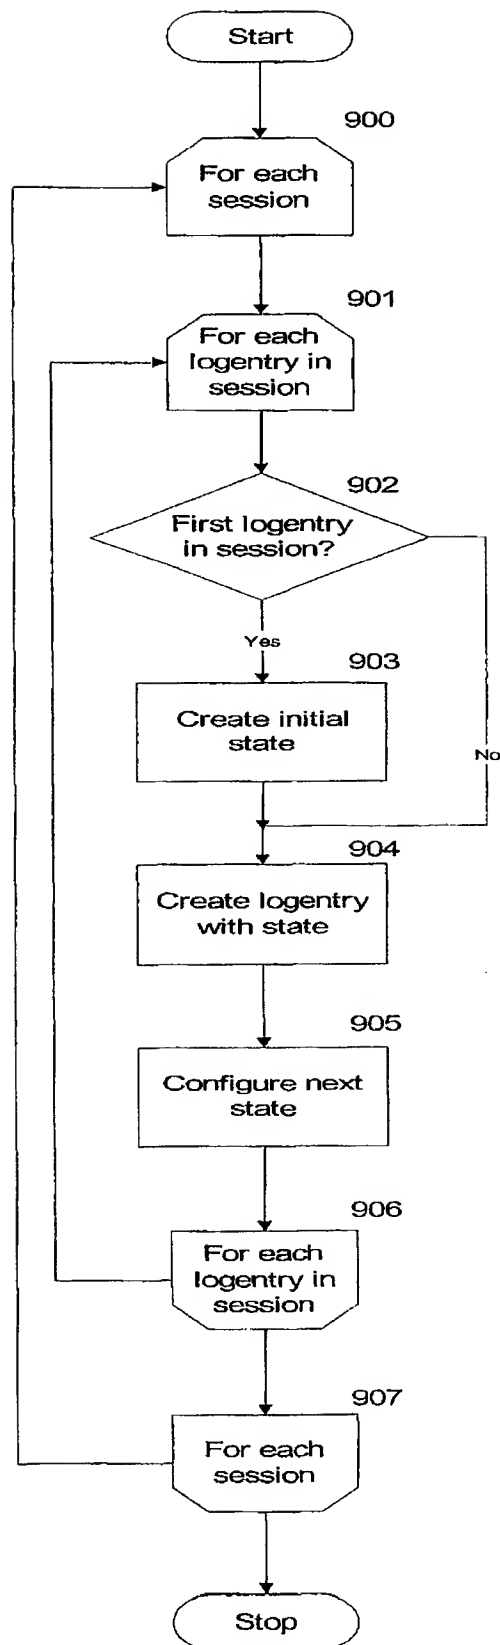 Start
900
For each
session
901
For each
logentry in
session
902
First logentry
in session?
Yes
903
Create initial
state
No
904
Create logentry
with state
905
Configure next
state
906
For each
logentry in
session
907
For each
session
Stop